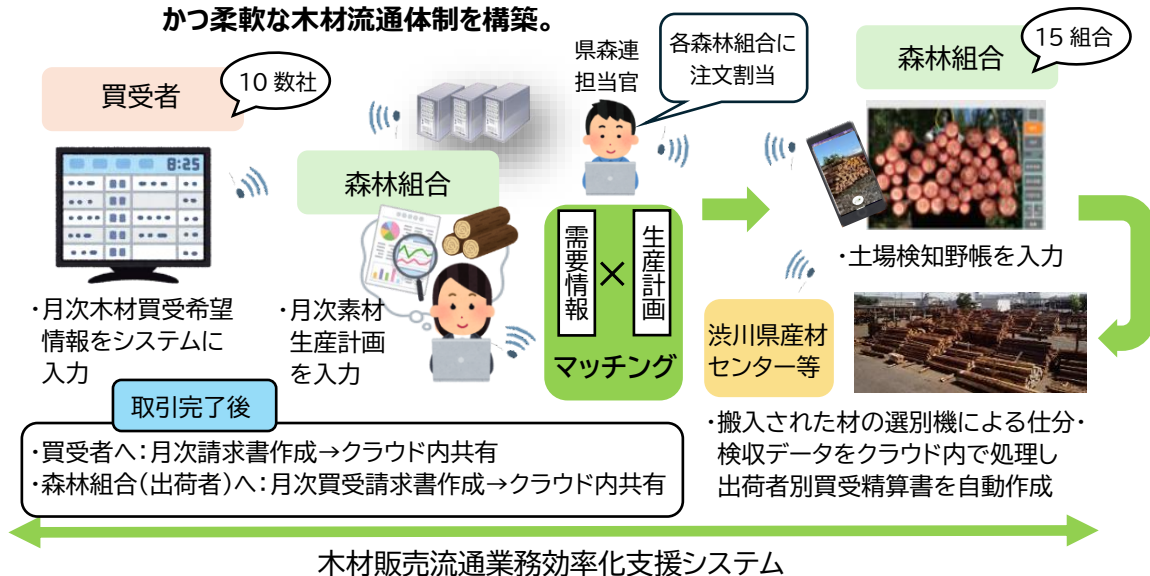 かつ柔軟な木材流通体制を構築。
買受者
10数社
県森連
担当官
各森林組合に
注文割当
森林組合
15組合
8:25
森林組合
・月次木材買受希望
情報をシステムに
入力
・月次素材
生産計画
を入力
需要情報
×
生産計画
マッチング
・土場検知野帳を入力
渋川県産材
センター等
・搬入された材の選別機による仕分・
検収データをクラウド内で処理し
出荷者別買受精算書を自動作成
取引完了後
・買受者へ:月次請求書作成→クラウド内共有
・森林組合(出荷者)へ:月次買受請求書作成→クラウド内共有
木材販売流通業務効率化支援システム